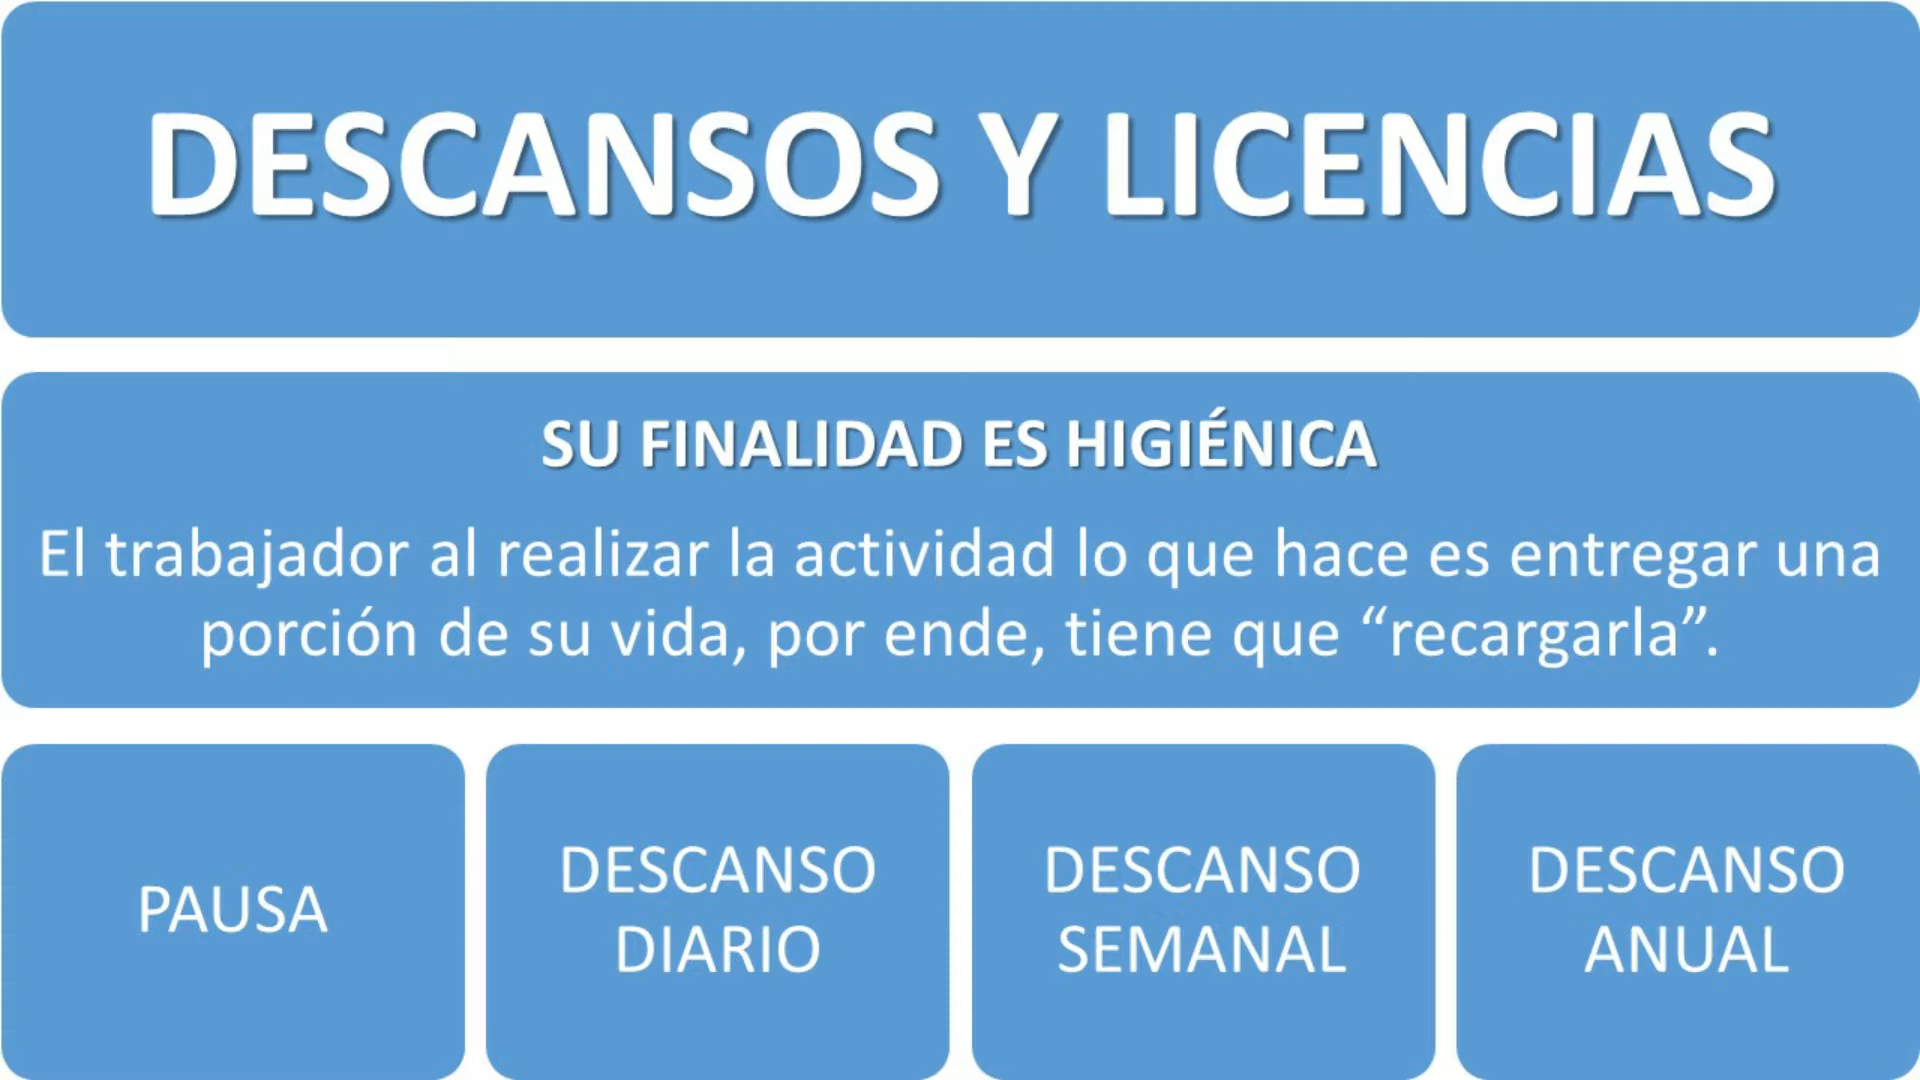 DESCANSOS Y LICENCIAS
SU FINALIDAD ES HIGIÉNICA
El trabajador al realizar la actividad lo que hace es entregar una
porción de su vida, por ende, tiene que “recargarla”.
PAUSA
DESCANSO
DIARIO
DESCANSO
SEMANAL
DESCANSO
ANUAL